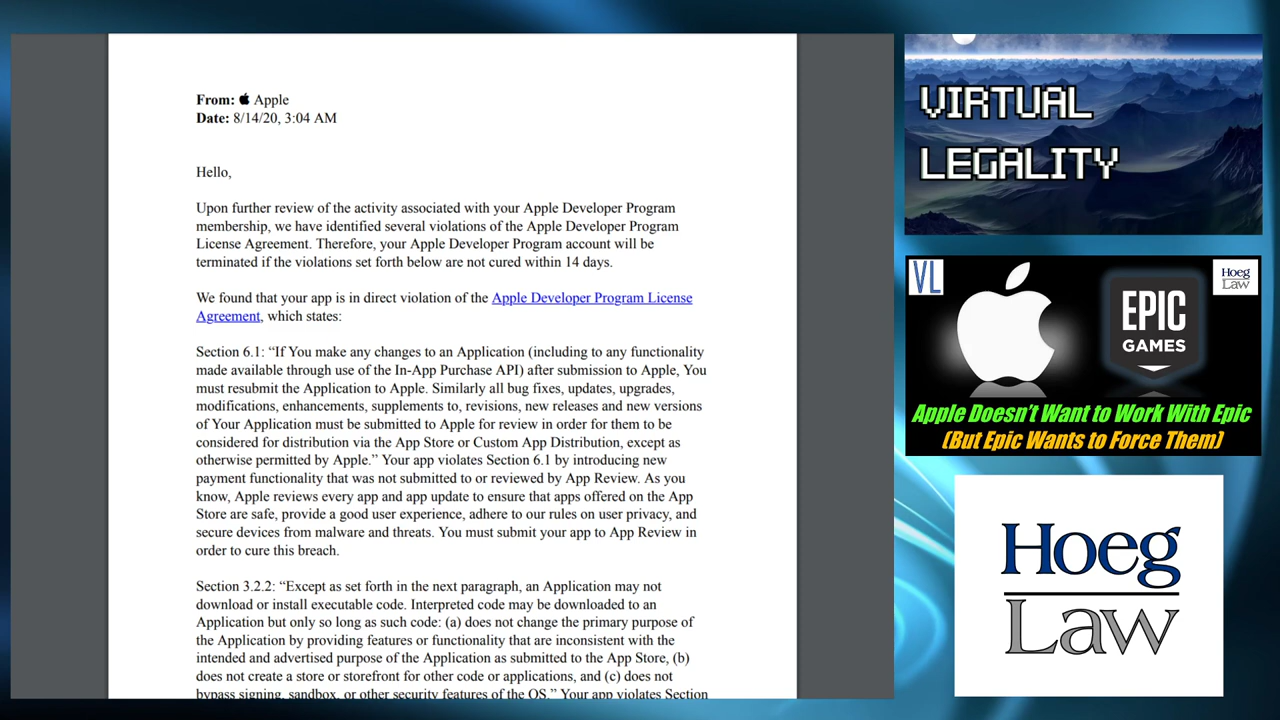 From: Apple
Date: 8/14/20, 3:04 AM
Hello,
Upon further review of the activity associated with your Apple Developer Program
membership, we have identified several violations of the Apple Developer Program
License Agreement. Therefore, your Apple Developer Program account will be
terminated if the violations set forth below are not cured within 14 days.
We found that your app is in direct violation of the Apple Developer Program License
Agreement, which states:
Section 6.1: “If You make any changes to an Application (including to any functionality
made available through use of the In-App Purchase API) after submission to Apple, You
must resubmit the Application to Apple. Similarly all bug fixes, updates, upgrades,
modifications, enhancements, supplements to, revisions, new releases and new versions
of Your Application must be submitted to Apple for review in order for them to be
considered for distribution via the App Store or Custom App Distribution, except as
otherwise permitted by Apple.” Your app violates Section 6.1 by introducing new
payment functionality that was not submitted to or reviewed by App Review. As you
know, Apple reviews every app and app update to ensure that apps offered on the App
Store are safe, provide a good user experience, adhere to our rules on user privacy, and
secure devices from malware and threats. You must submit your app to App Review in
order to cure this breach.
Section 3.2.2: “Except as set forth in the next paragraph, an Application may not
download or install executable code. Interpreted code may be downloaded to an
Application but only so long as such code: (a) does not change the primary purpose of
the Application by providing features or functionality that are inconsistent with the
intended and advertised purpose of the Application as submitted to the App Store, (b)
does not create a store or storefront for other code or applications, and (c) does not
bypass signing, sandbox, or other security features of the OS.” Your app violates Section
VIRTUAL
LEGALITY
VL
Hoeg
Law
EPIC
GAMES
Apple Doesn't Want to Work With Epic
(But Epic Wants to Force Them)
Hoeg
Law